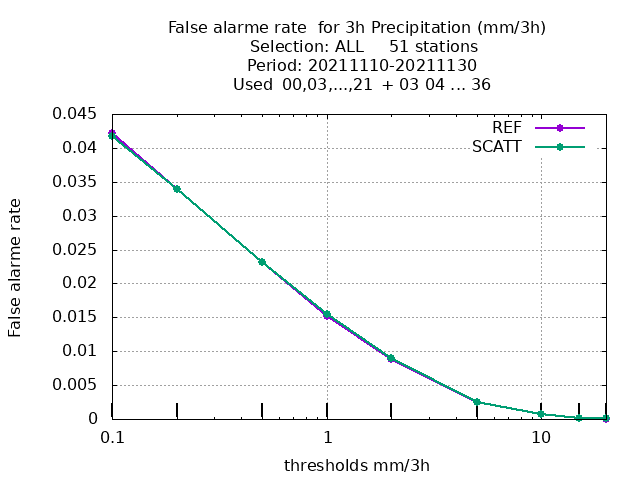 False alarme rate  for 3h Precipitation (mm/3h)
Selection: ALL     51 stations
Period: 20211110-20211130
Used  00,03,...,21  + 03 04 ... 36
REF
SCATT
0.045
0.04
0.035
0.03
0.025
0.02
0.015
0.01
0.005
0
False alarme rate
0.1
1
10
thresholds mm/3h